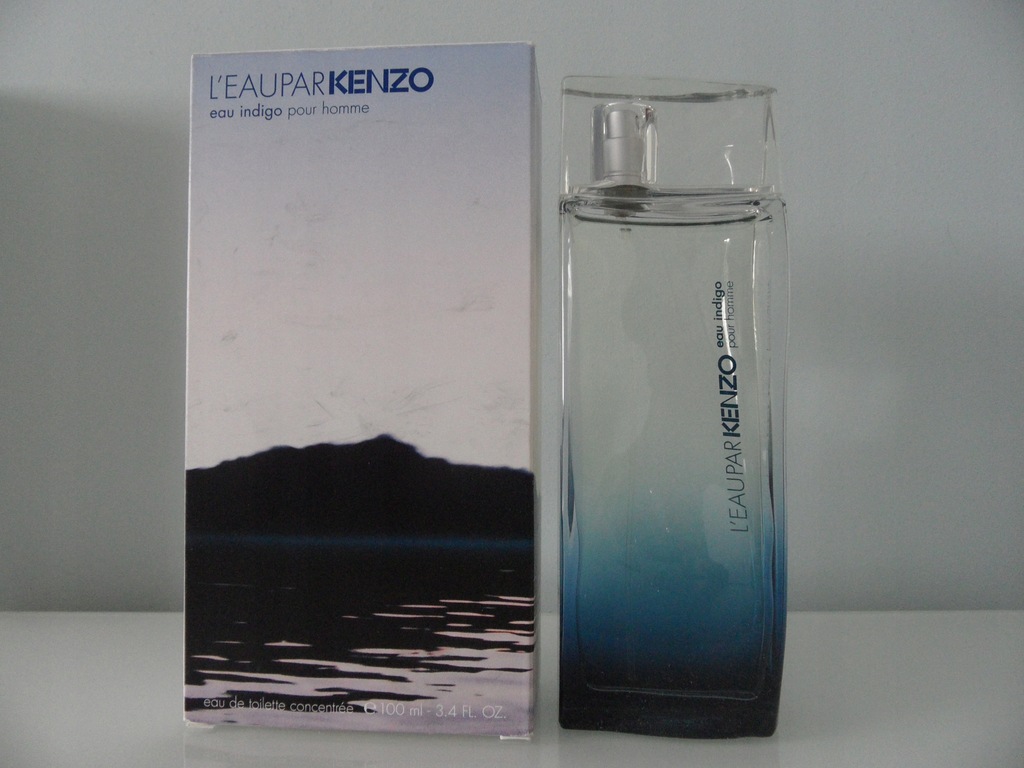 L'EAUPARKENZO
eau indigo pour homme
eau de toilette concentrée ℮ 100 ml - 3.4 FL. OZ.
L'EAUPARKENZO eau indigo
pour homme